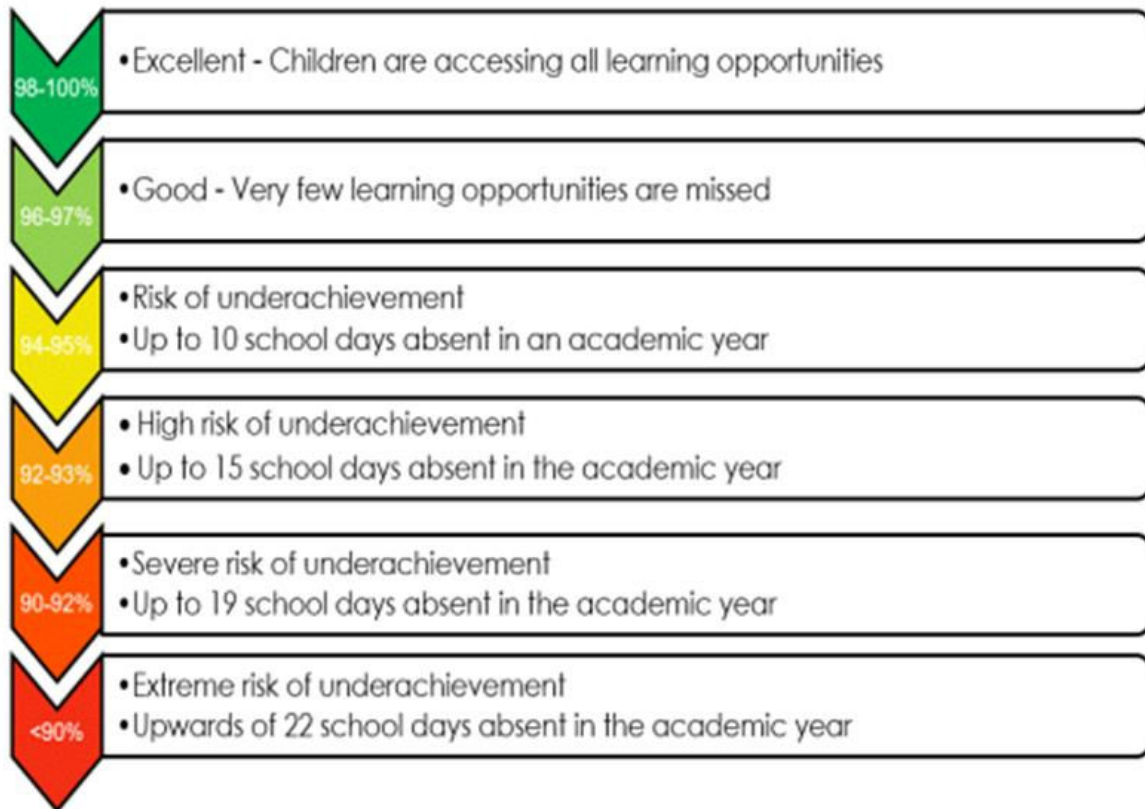 98-100%
•Excellent - Children are accessing all learning opportunities
96-97%
•Good - Very few learning opportunities are missed
94-95%
•Risk of underachievement
•Up to 10 school days absent in an academic year
92-93%
• High risk of underachievement
• Up to 15 school days absent in the academic year
90-92%
•Severe risk of underachievement
•Up to 19 school days absent in the academic year
<90%
•Extreme risk of underachievement
•Upwards of 22 school days absent in the academic year